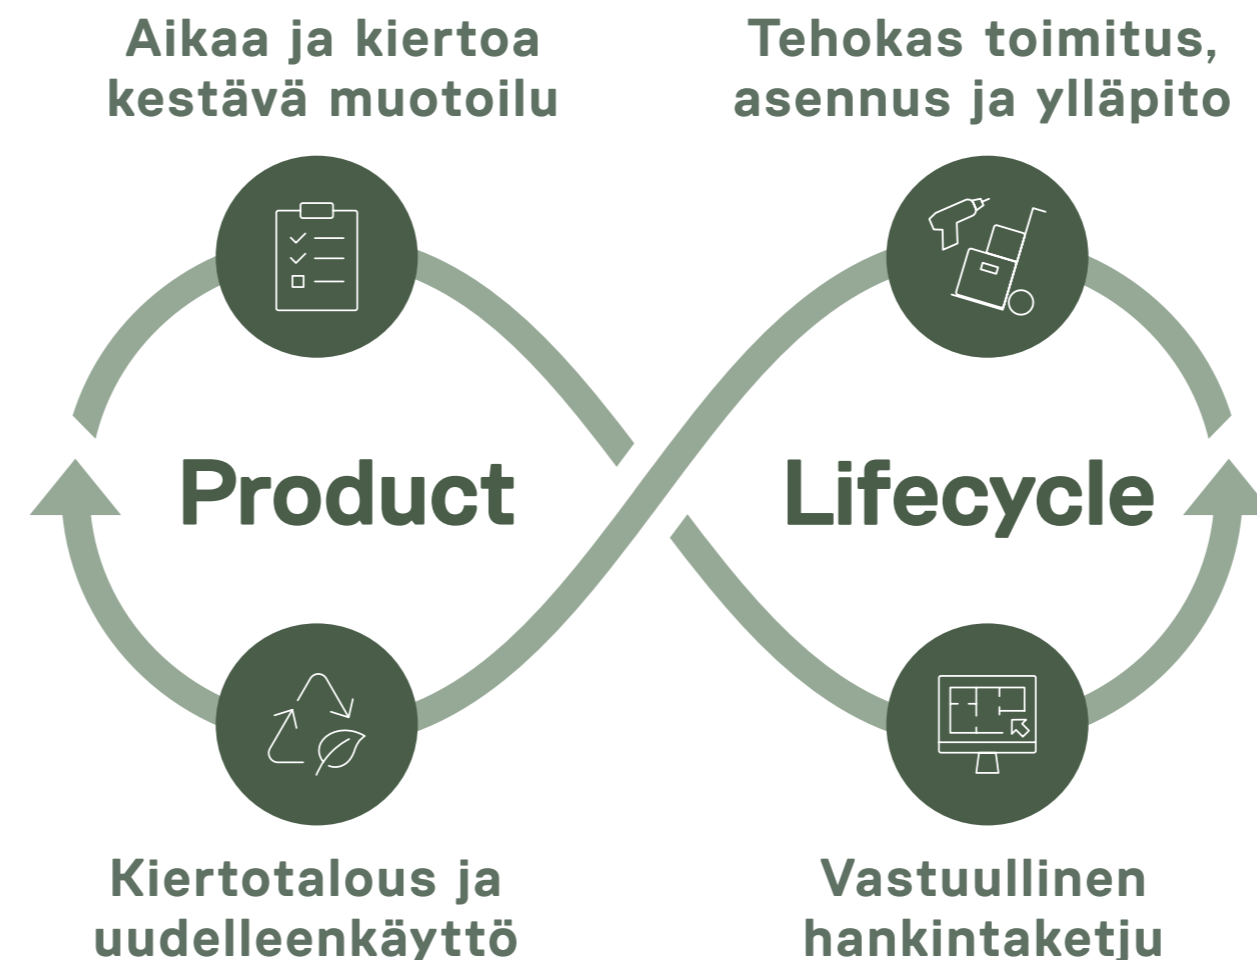 Aikaa ja kiertoa
kestävä muotoilu
Tehokas toimitus,
asennus ja ylläpito
Product
Lifecycle
Kiertotalous ja
uudelleenkäyttö
Vastuullinen
hankintaketju